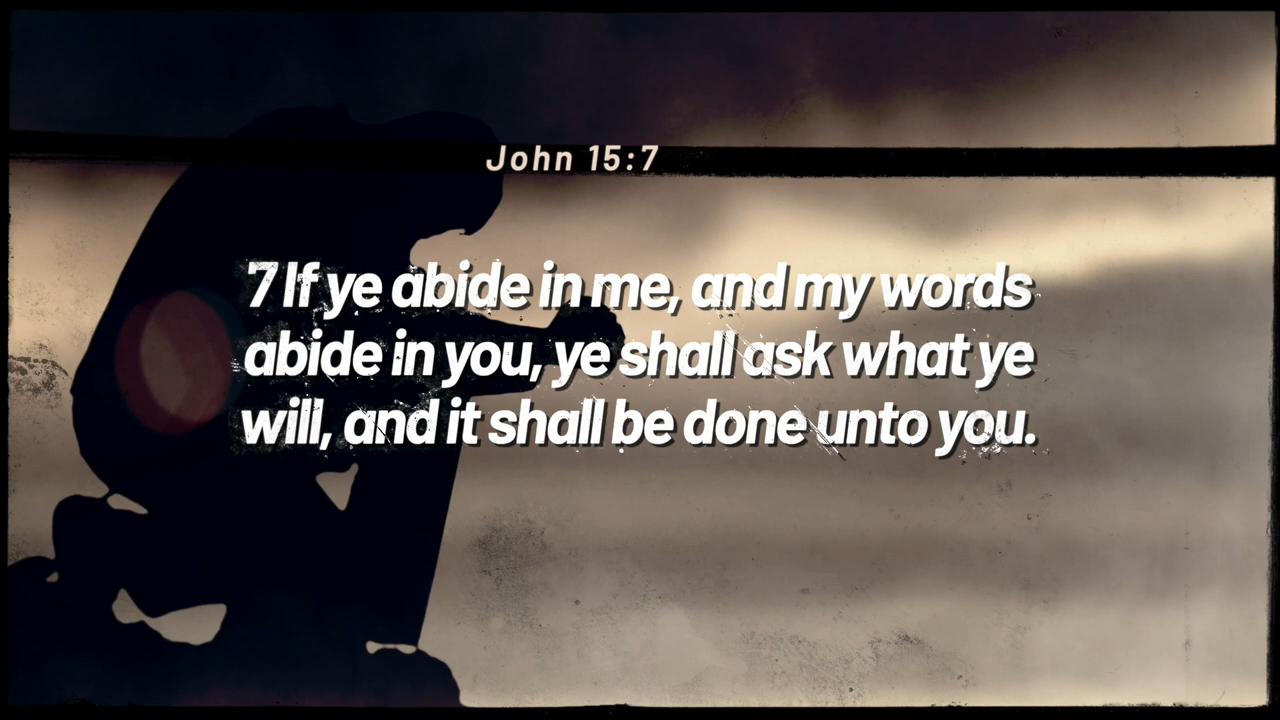 John 15:7
7 If ye abide in me, and my words
abide in you, ye shall ask what ye
will, and it shall be done unto you.